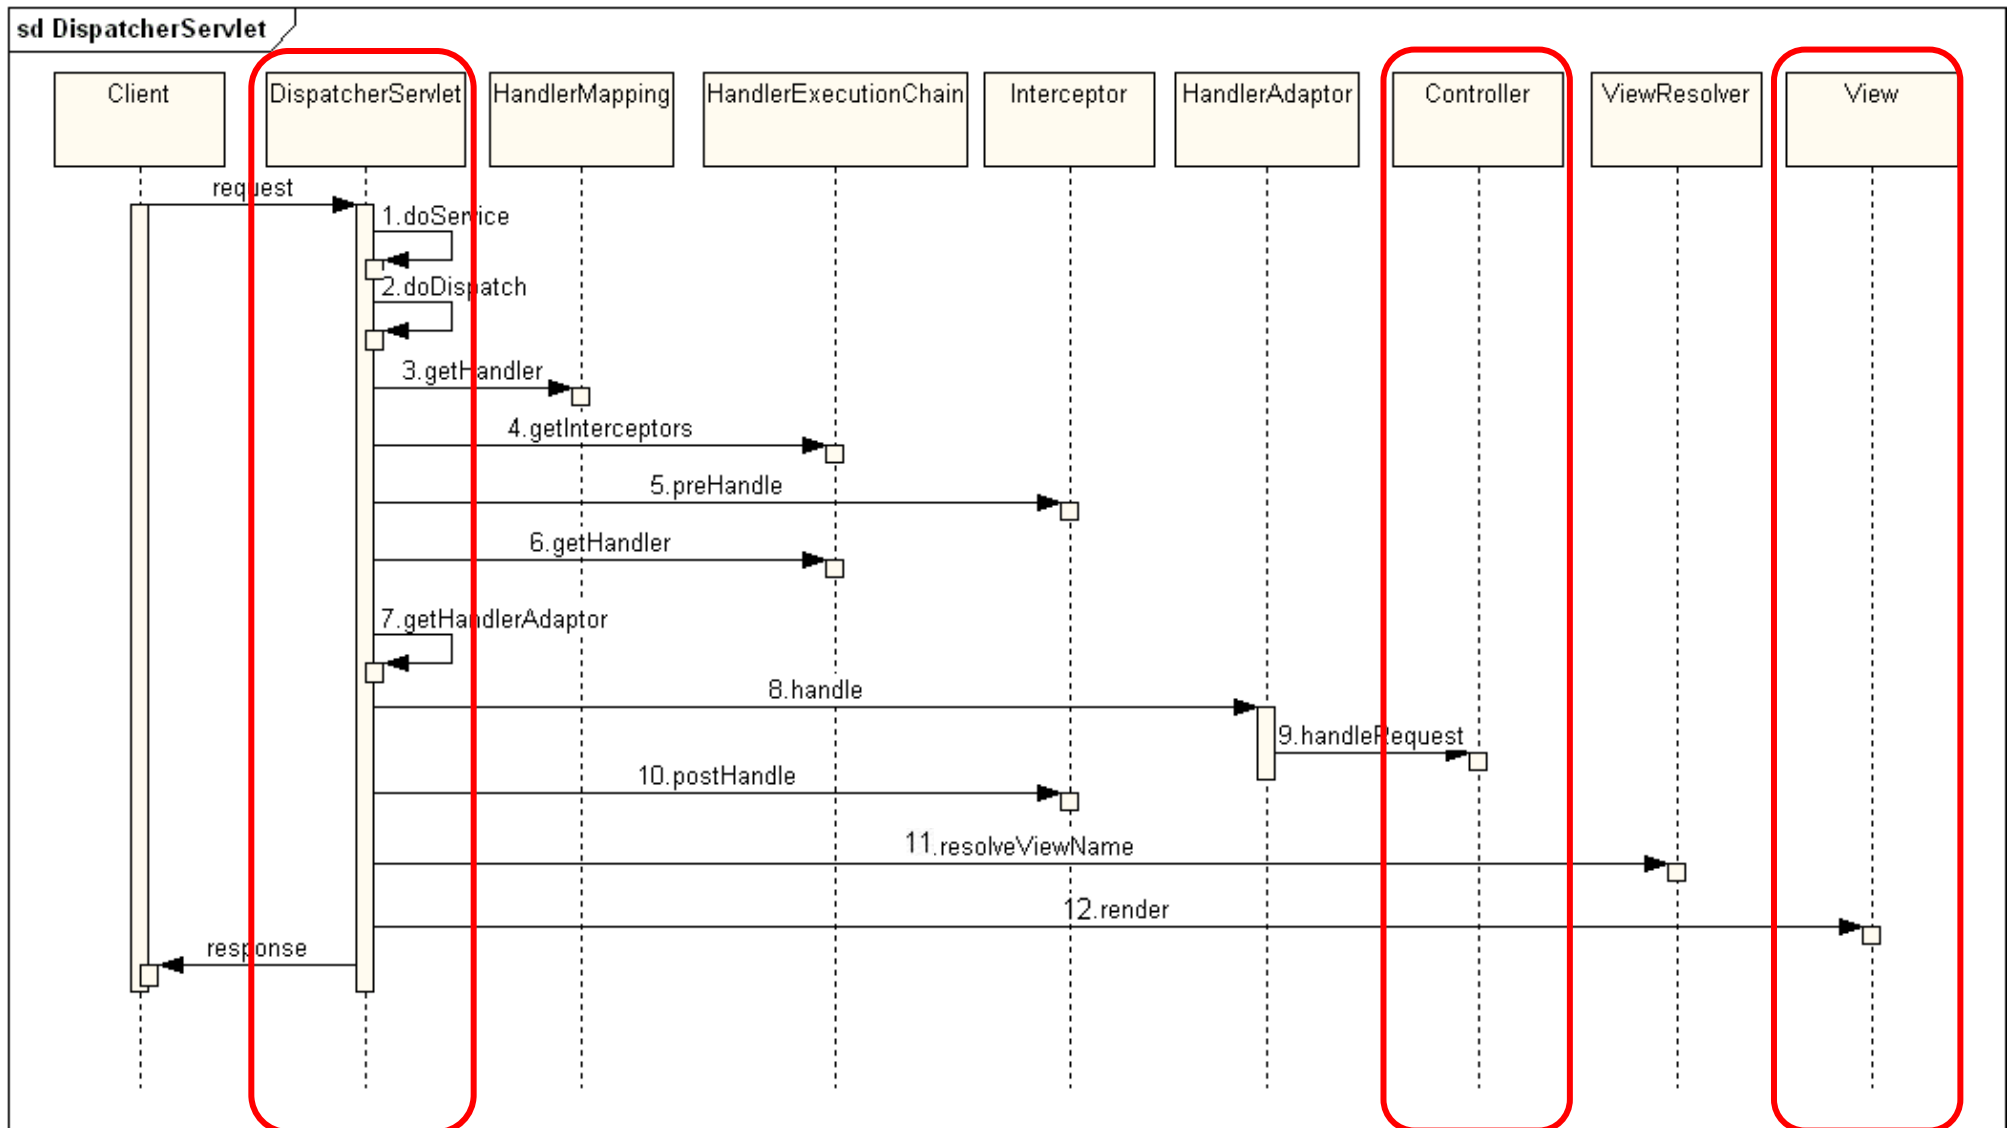 sd DispatcherServlet
Client
DispatcherServlet
HandlerMapping
HandlerExecutionChain
Interceptor
HandlerAdaptor
Controller
ViewResolver
View
request
1.doService
2.doDispatch
3.getHandler
4.getInterceptors
5.preHandle
6.getHandler
7.getHandlerAdaptor
8.handle
9.handleRequest
10.postHandle
11.resolveViewName
12.render
response